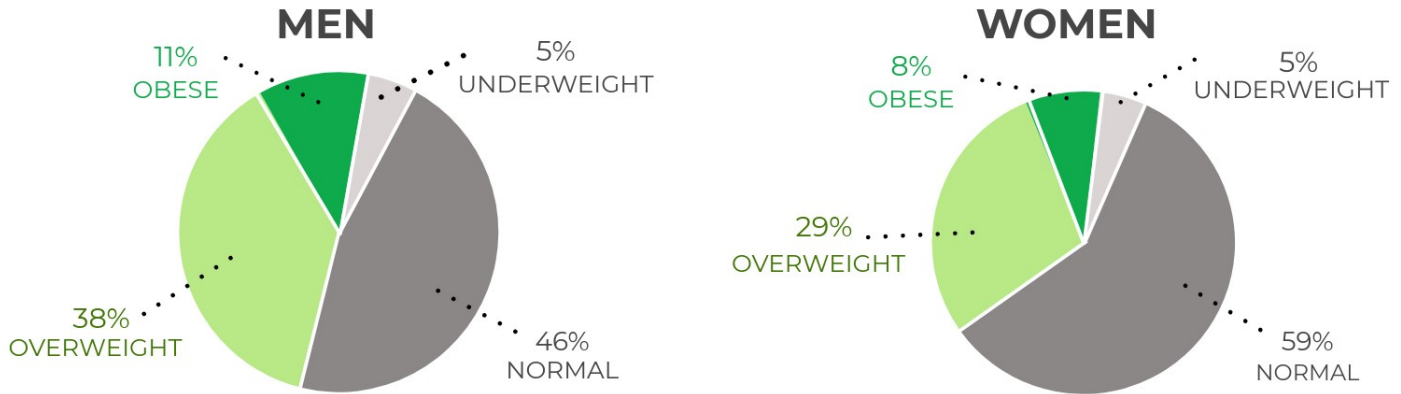 MEN
11%
OBESE
5%
UNDERWEIGHT
38%
OVERWEIGHT
46%
NORMAL
WOMEN
8%
OBESE
5%
UNDERWEIGHT
29%
OVERWEIGHT
59%
NORMAL